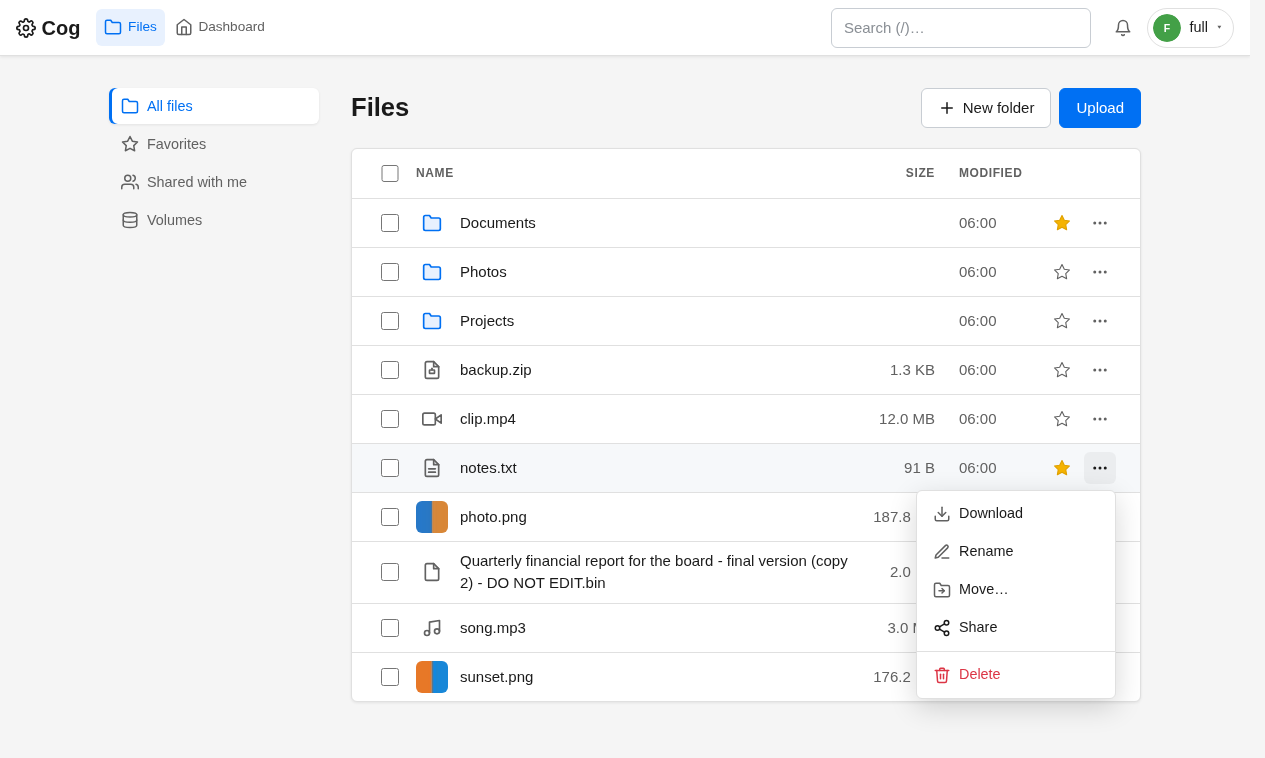 Cog
Files
Dashboard
Search (/)…
F
full
All files
Favorites
Shared with me
Volumes
Files
New folder
Upload
NAME SIZE MODIFIED
Documents 06:00
Photos 06:00
Projects 06:00
backup.zip 1.3 KB 06:00
clip.mp4 12.0 MB 06:00
notes.txt 91 B 06:00
photo.png 187.8
Quarterly financial report for the board - final version (copy
2) - DO NOT EDIT.bin 2.0
song.mp3 3.0
sunset.png 176.2
Download
Rename
Move…
Share
Delete